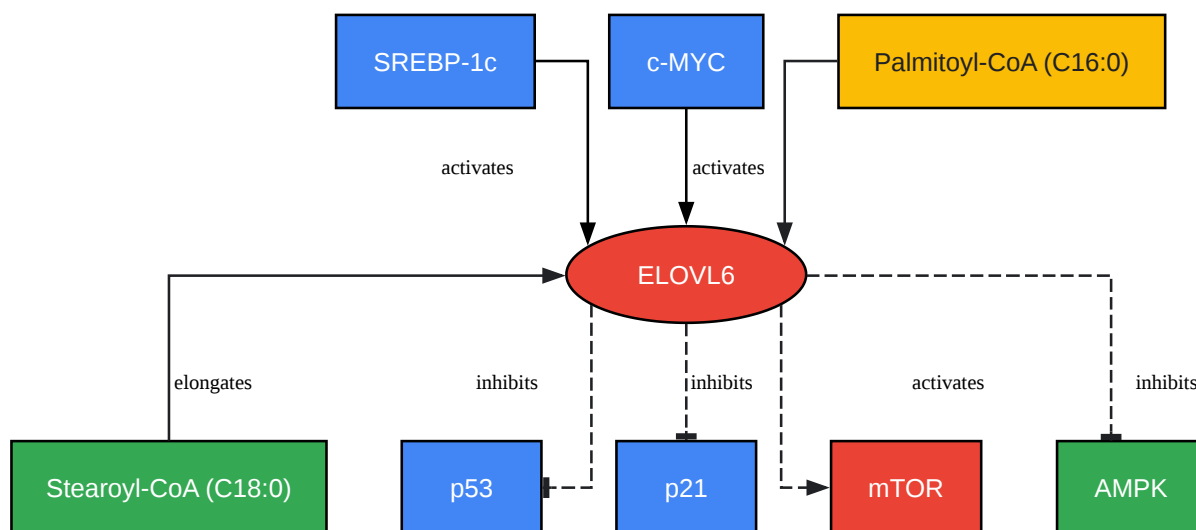 SREBP-1c
c-MYC
Palmitoyl-CoA (C16:0)
activates
activates
ELOVL6
elongates
inhibits
inhibits
activates
inhibits
Stearoyl-CoA (C18:0)
p53
p21
mTOR
AMPK